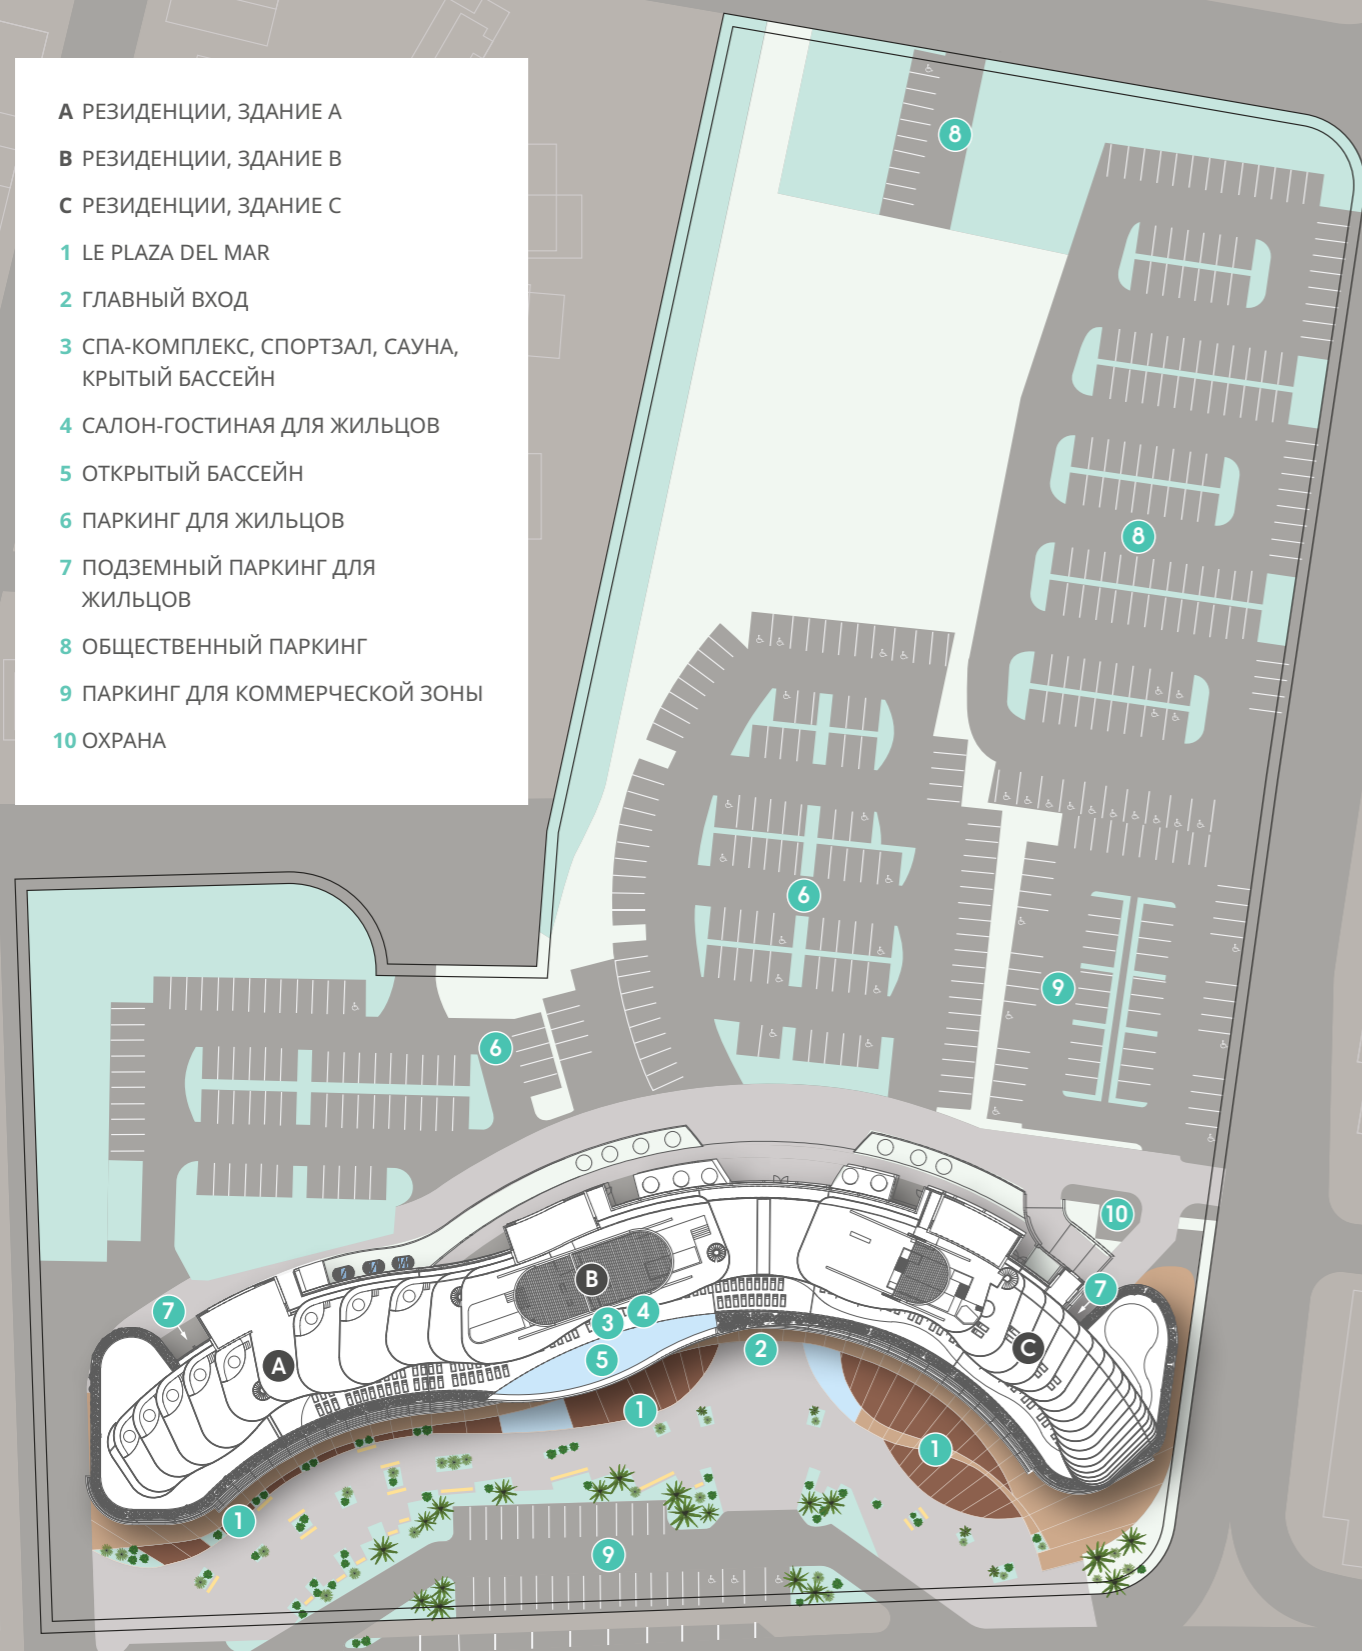 A РЕЗИДЕНЦИИ, ЗДАНИЕ A
B РЕЗИДЕНЦИИ, ЗДАНИЕ B
C РЕЗИДЕНЦИИ, ЗДАНИЕ C
1 LE PLAZA DEL MAR
2 ГЛАВНЫЙ ВХОД
3 СПА-КОМПЛЕКС, СПОРТЗАЛ, САУНА,
КРЫТЫЙ БАССЕЙН
4 САЛОН-ГОСТИНАЯ ДЛЯ ЖИЛЬЦОВ
5 ОТКРЫТЫЙ БАССЕЙН
6 ПАРКИНГ ДЛЯ ЖИЛЬЦОВ
7 ПОДЗЕМНЫЙ ПАРКИНГ ДЛЯ
ЖИЛЬЦОВ
8 ОБЩЕСТВЕННЫЙ ПАРКИНГ
9 ПАРКИНГ ДЛЯ КОММЕРЧЕСКОЙ ЗОНЫ
10 ОХРАНА
8
8
6
9
6
10
B
7
7
4
3
2
C
5
A
1
1
1
9